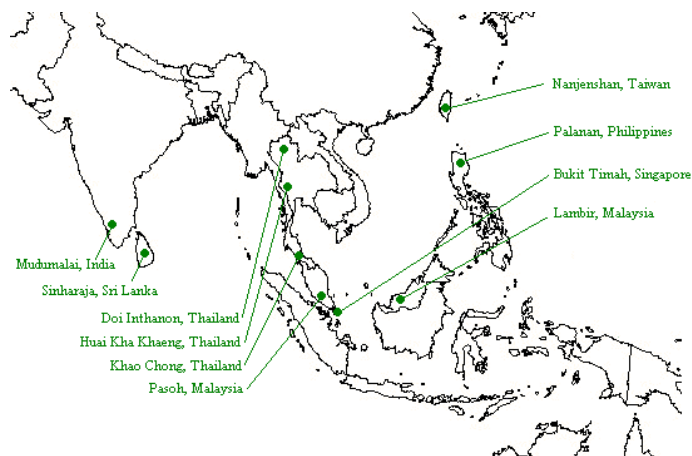 Nanjenshan, Taiwan
Palanan, Philippines
Bukit Timah, Singapore
Lambir, Malaysia
Mudumalai, India
Sinharaja, Sri Lanka
Doi Inthanon, Thailand
Huai Kha Khaeng, Thailand
Khao Chong, Thailand
Pasoh, Malaysia